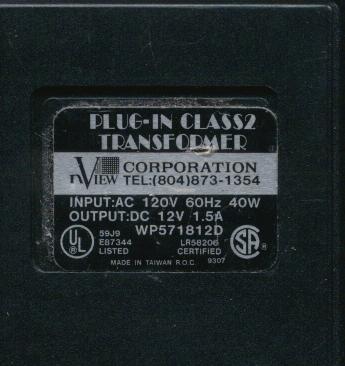 PLUG-IN CLASS2
TRANSFORMER
nVIEW CORPORATION
TEL:(804)873-1354
INPUT:AC 120V 60Hz 40W
OUTPUT:DC 12V 1.5A
WP571812D
UL 59J9 LR58206 SA
E87344 CERTIFIED
LISTED
MADE IN TAIWAN R.O.C. 9307